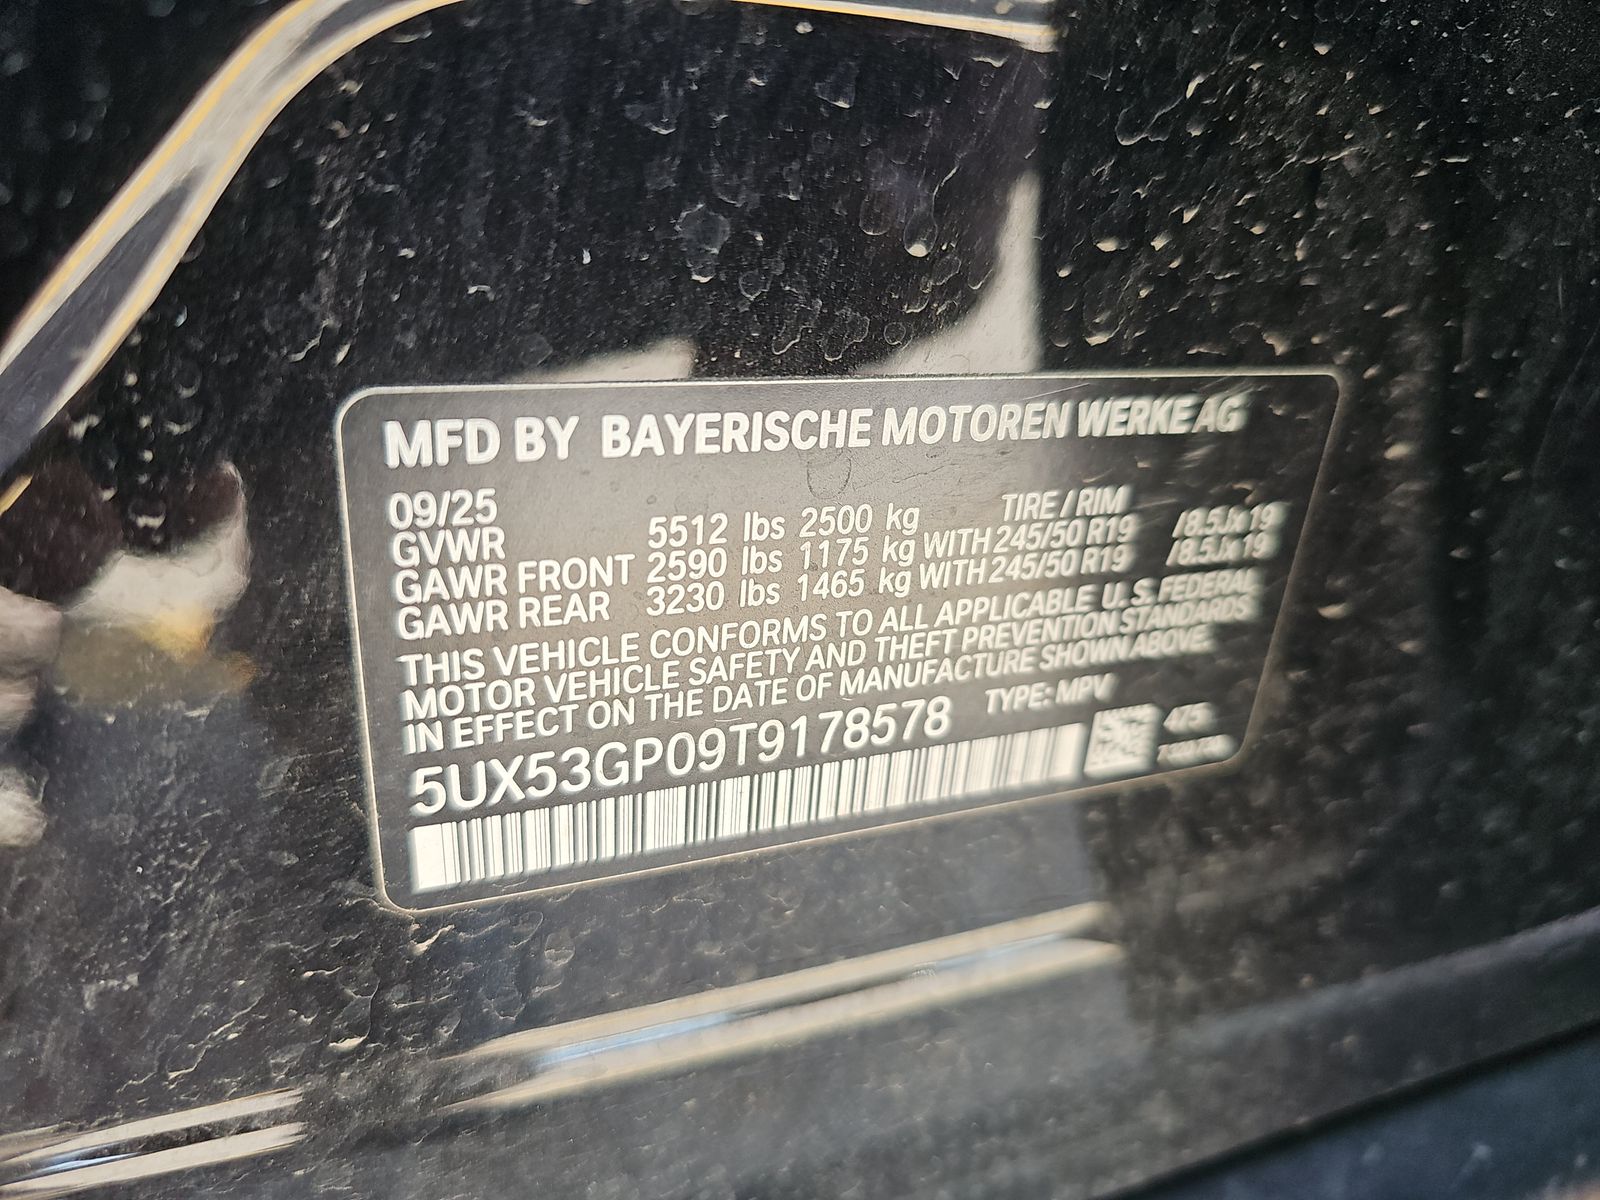 MFD BY BAYERISCHE MOTOREN WERKE AG
09/25 TIRE / RIM
GVWR 5512 lbs 2500 kg
GAWR FRONT 2590 lbs 1175 kg WITH 245/50 R19 /8.5Jx19
GAWR REAR 3230 lbs 1465 kg WITH 245/50 R19 /8.5Jx19
THIS VEHICLE CONFORMS TO ALL APPLICABLE U.S. FEDERAL
MOTOR VEHICLE SAFETY AND THEFT PREVENTION STANDARDS
IN EFFECT ON THE DATE OF MANUFACTURE SHOWN ABOVE.
5UX53GP09T9178578 TYPE: MPV
475